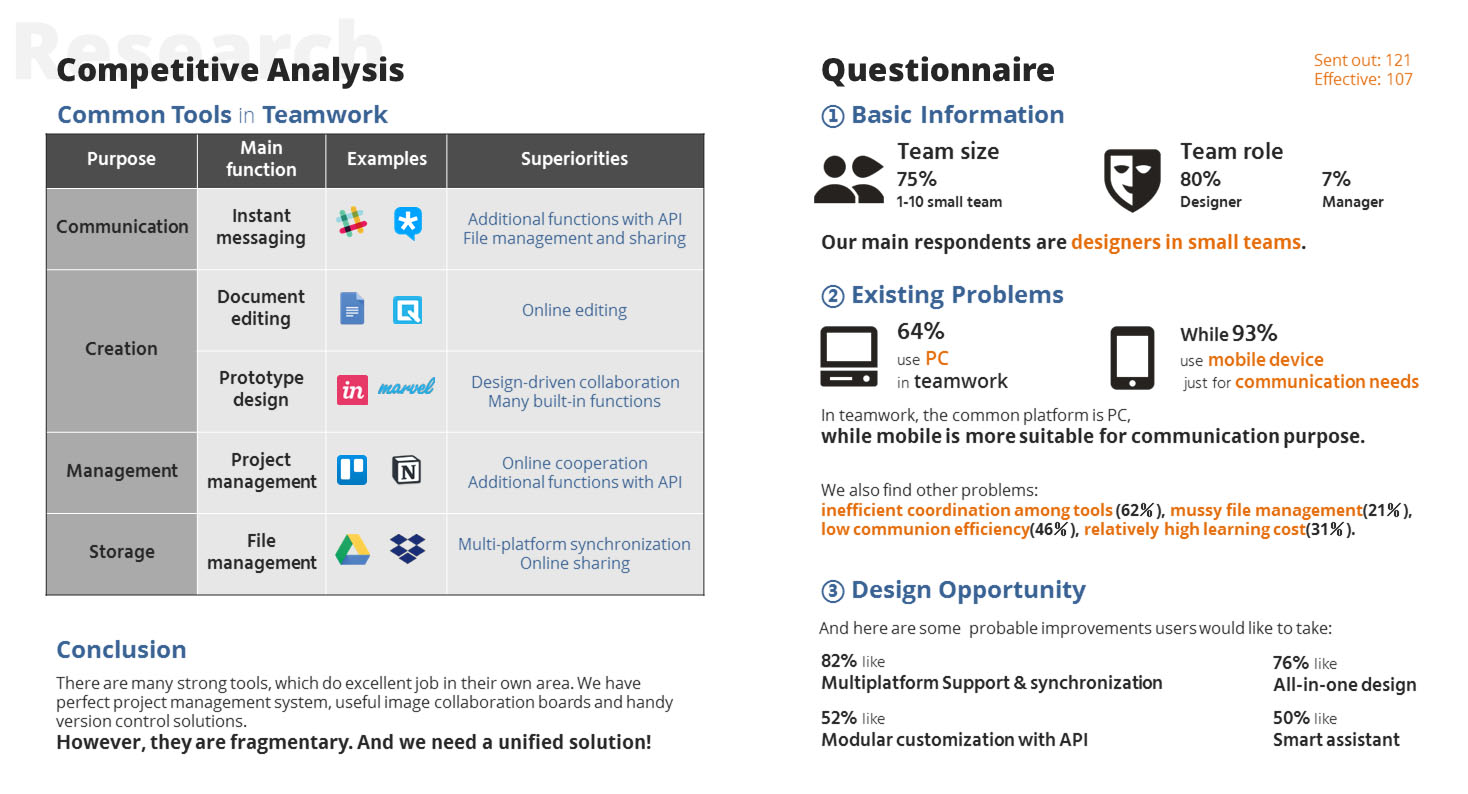 Research
Competitive Analysis
Common Tools in Teamwork
Purpose
Main
function
Examples
Superiorities
Communication
Instant
messaging
Additional functions with API
File management and sharing
Creation
Document
editing
Online editing
Prototype
design
in
marvel
Design-driven collaboration
Many built-in functions
Management
Project
management
N
Online cooperation
Additional functions with API
Storage
File
management
Multi-platform synchronization
Online sharing
Conclusion
There are many strong tools, which do excellent job in their own area. We have
perfect project management system, useful image collaboration boards and handy
version control solutions.
However, they are fragmentary. And we need a unified solution!
Questionnaire
Sent out: 121
Effective: 107
① Basic Information
Team size
75%
1-10 small team
Team role
80%
Designer
7%
Manager
Our main respondents are designers in small teams.
② Existing Problems
64%
use PC
in teamwork
While 93%
use mobile device
just for communication needs
In teamwork, the common platform is PC,
while mobile is more suitable for communication purpose.
We also find other problems:
inefficient coordination among tools (62%), mussy file management(21%),
low communion efficiency(46%), relatively high learning cost(31%).
③ Design Opportunity
And here are some probable improvements users would like to take:
82% like
Multiplatform Support & synchronization
76% like
All-in-one design
52% like
Modular customization with API
50% like
Smart assistant